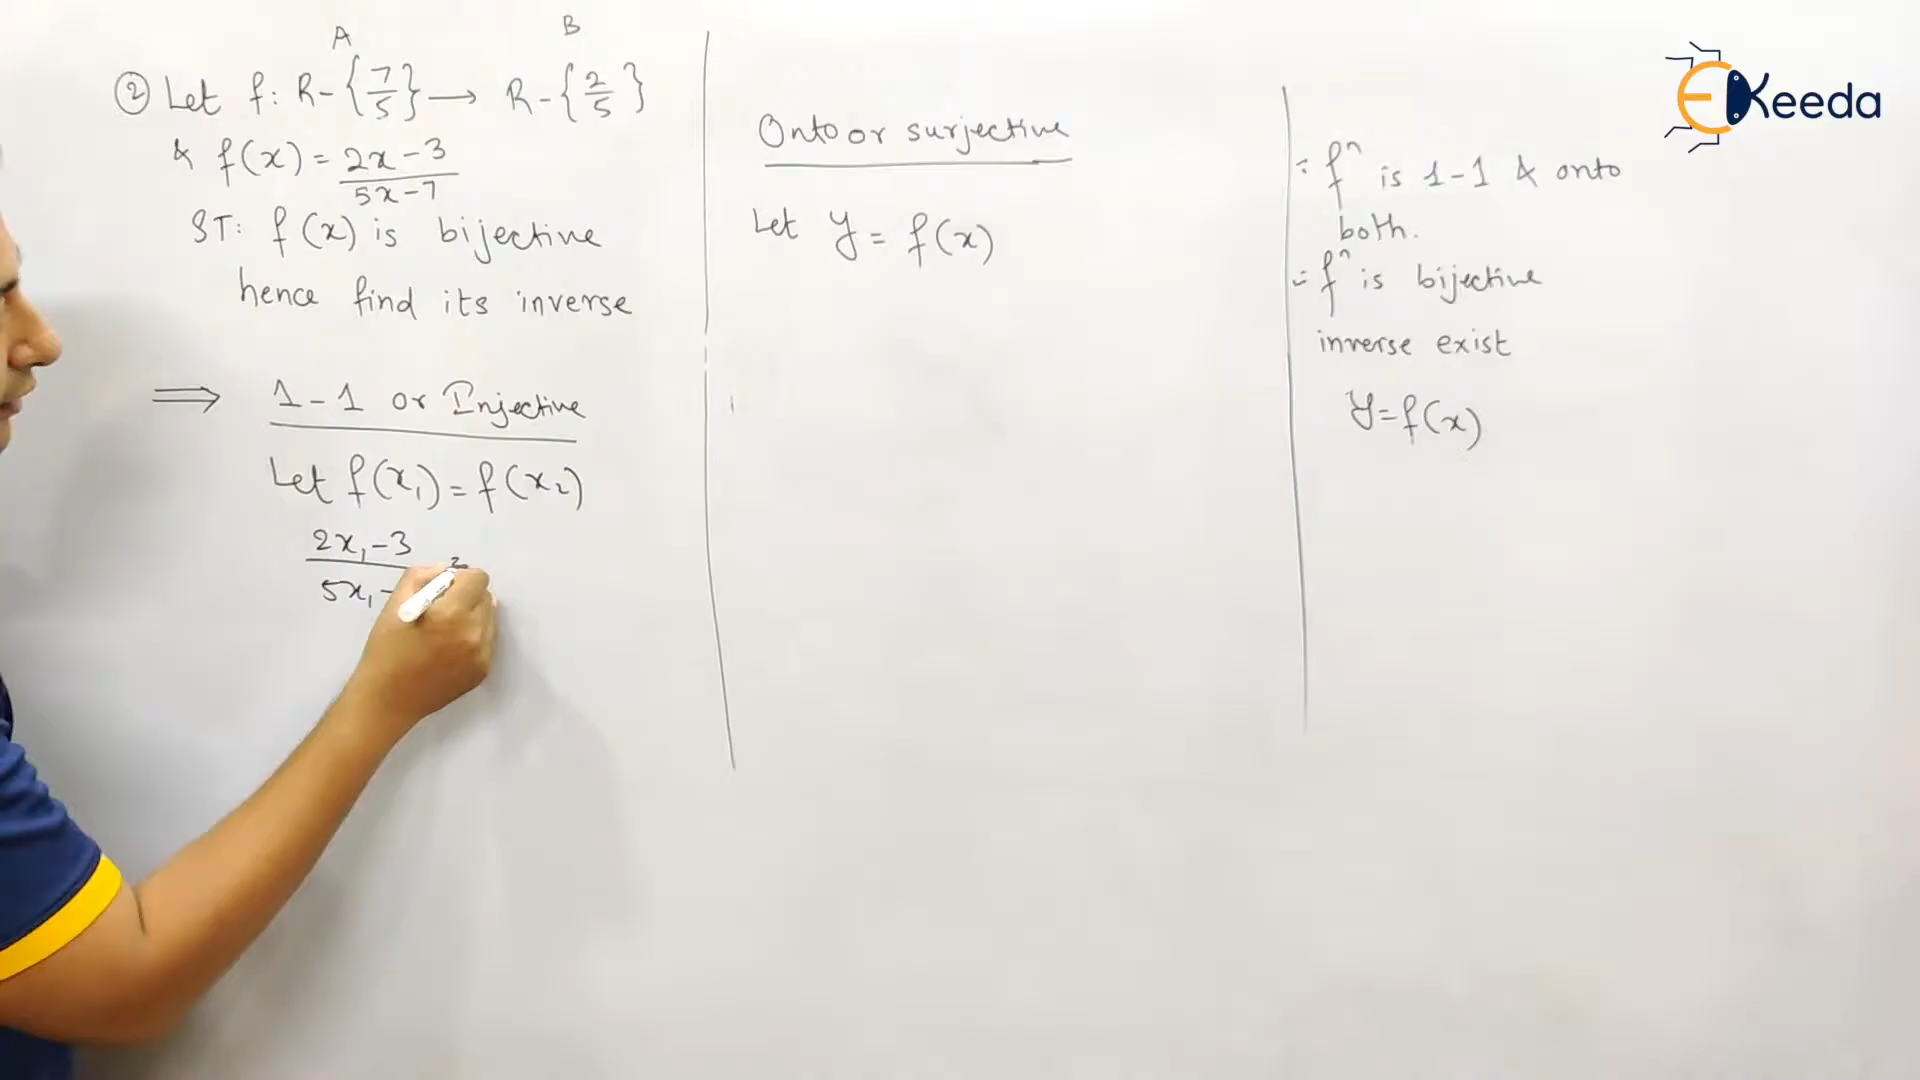 A B
② Let f: R-{7/5} → R-{2/5}
& f(x) = 2x-3 / 5x-7
ST: f(x) is bijective
hence find its inverse
⇒ 1-1 or Injective
Let f(x₁) = f(x₂)
2x₁-3
5x₁-
Onto or surjective
Let y = f(x)
∵ fⁿ is 1-1 & onto
both.
∴ fⁿ is bijective
inverse exist
y = f(x)
EKeeda